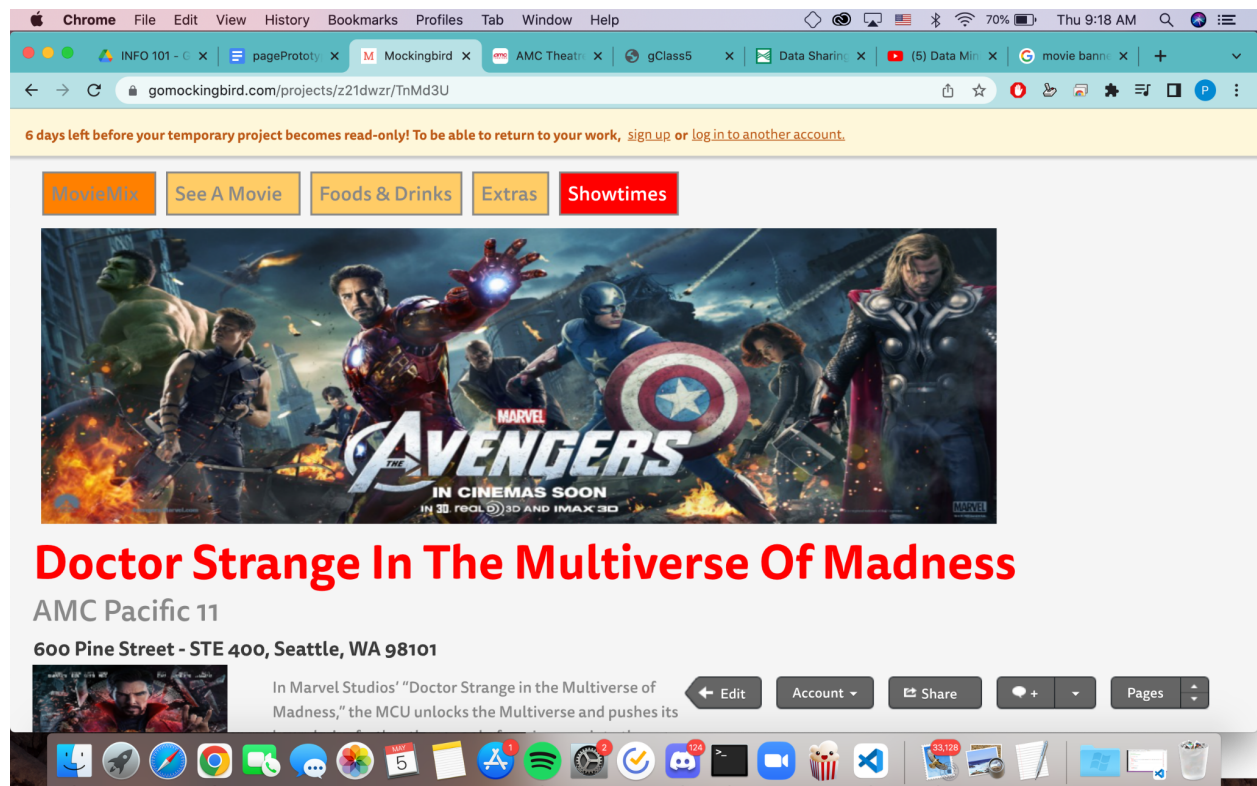 Chrome File Edit View History Bookmarks Profiles Tab Window Help 70% Thu 9:18 AM
INFO 101 - G pagePrototy Mockingbird AMC Theatr gClass5 Data Sharing (5) Data Min movie banne
gomockingbird.com/projects/z21dwzr/TnMd3U P
6 days left before your temporary project becomes read-only! To be able to return to your work, sign up or log in to another account.
MovieMix See A Movie Foods & Drinks Extras Showtimes
MARVEL
THE AVENGERS
IN CINEMAS SOON
IN 3D, REAL D 3D AND IMAX 3D
MARVEL
Doctor Strange In The Multiverse Of Madness
AMC Pacific 11
600 Pine Street - STE 400, Seattle, WA 98101
In Marvel Studios' “Doctor Strange in the Multiverse of
Madness,” the MCU unlocks the Multiverse and pushes its
Edit Account Share + Pages
MAY
5
1
2
124
33,128